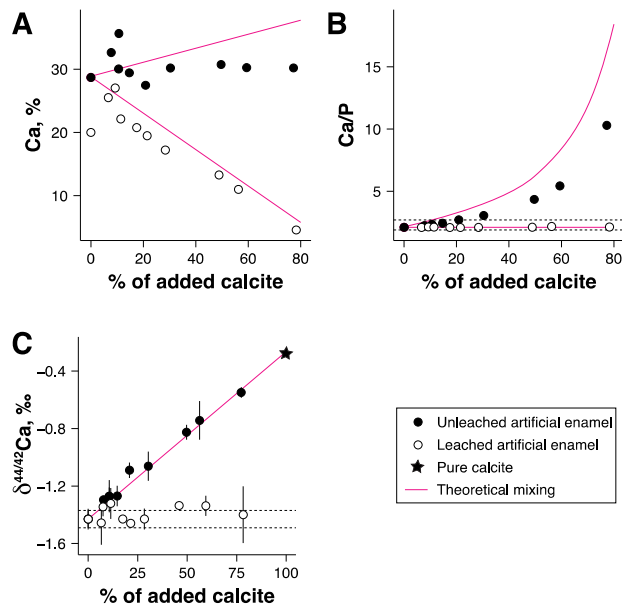 A
Ca, %
30
20
10
0
20
40
60
80
% of added calcite
B
Ca/P
15
10
5
0
20
40
60
80
% of added calcite
C
δ44/42Ca, ‰
−0.4
−0.8
−1.2
−1.6
0
25
50
75
100
% of added calcite
Unleached artificial enamel
Leached artificial enamel
Pure calcite
Theoretical mixing